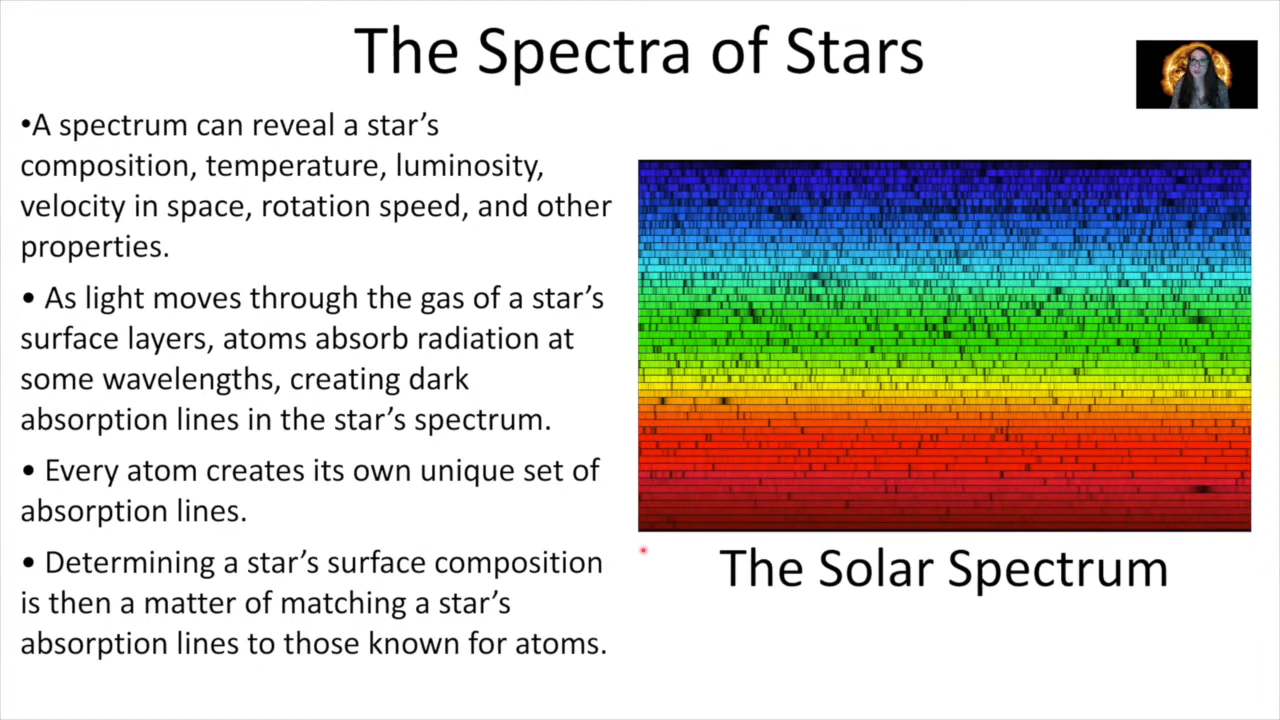 The Spectra of Stars
•A spectrum can reveal a star’s
composition, temperature, luminosity,
velocity in space, rotation speed, and other
properties.
• As light moves through the gas of a star’s
surface layers, atoms absorb radiation at
some wavelengths, creating dark
absorption lines in the star’s spectrum.
• Every atom creates its own unique set of
absorption lines.
• Determining a star’s surface composition
is then a matter of matching a star’s
absorption lines to those known for atoms.
The Solar Spectrum